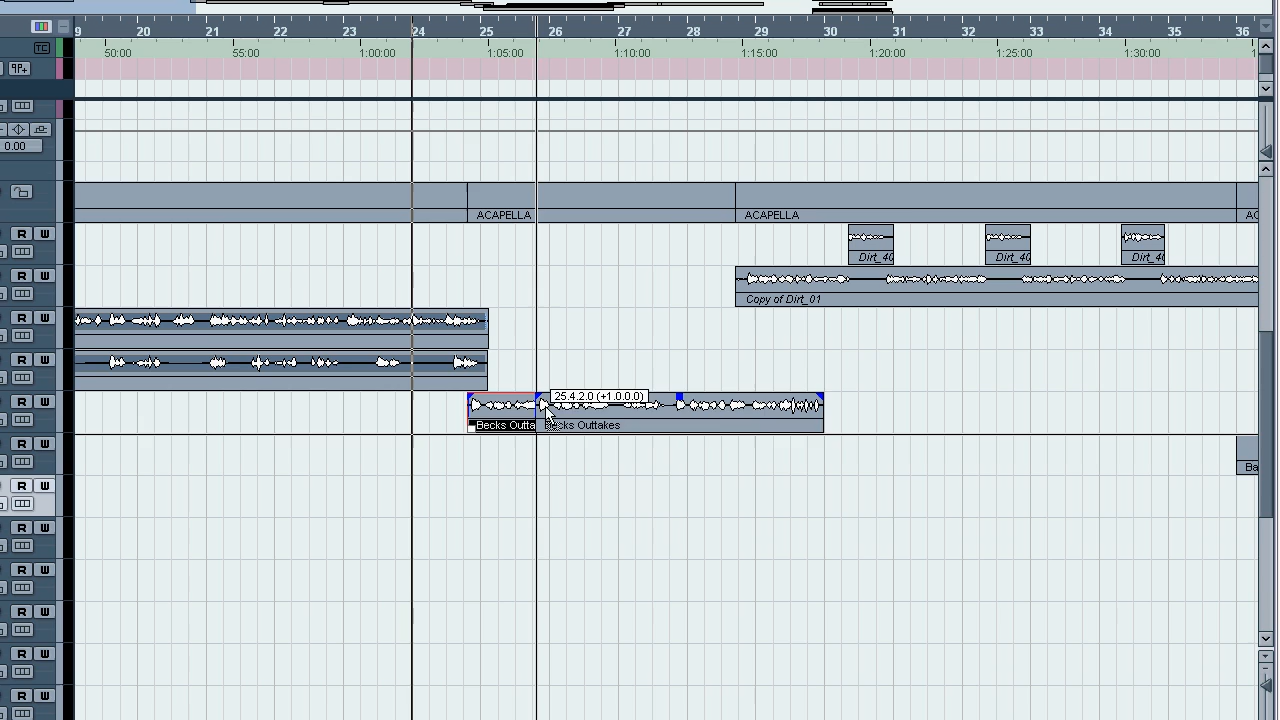 9 20 21 22 23 24 25 26 27 28 29 30 31 32 33 34 35 36
50:00 55:00 1:00:00 1:05:00 1:10:00 1:15:00 1:20:00 1:25:00 1:30:00 1
TC
0.00
ACAPELLA ACAPELLA AC
R W
Dirt_40 Dirt_40 Dirt_40
R W
Copy of Dirt_01
R W
R W
25.4.2.0 (+1.0.0.0)
R W
Becks Outta Becks Outtakes
R W
Ba
R W
R W
R W
R W
R W
R W